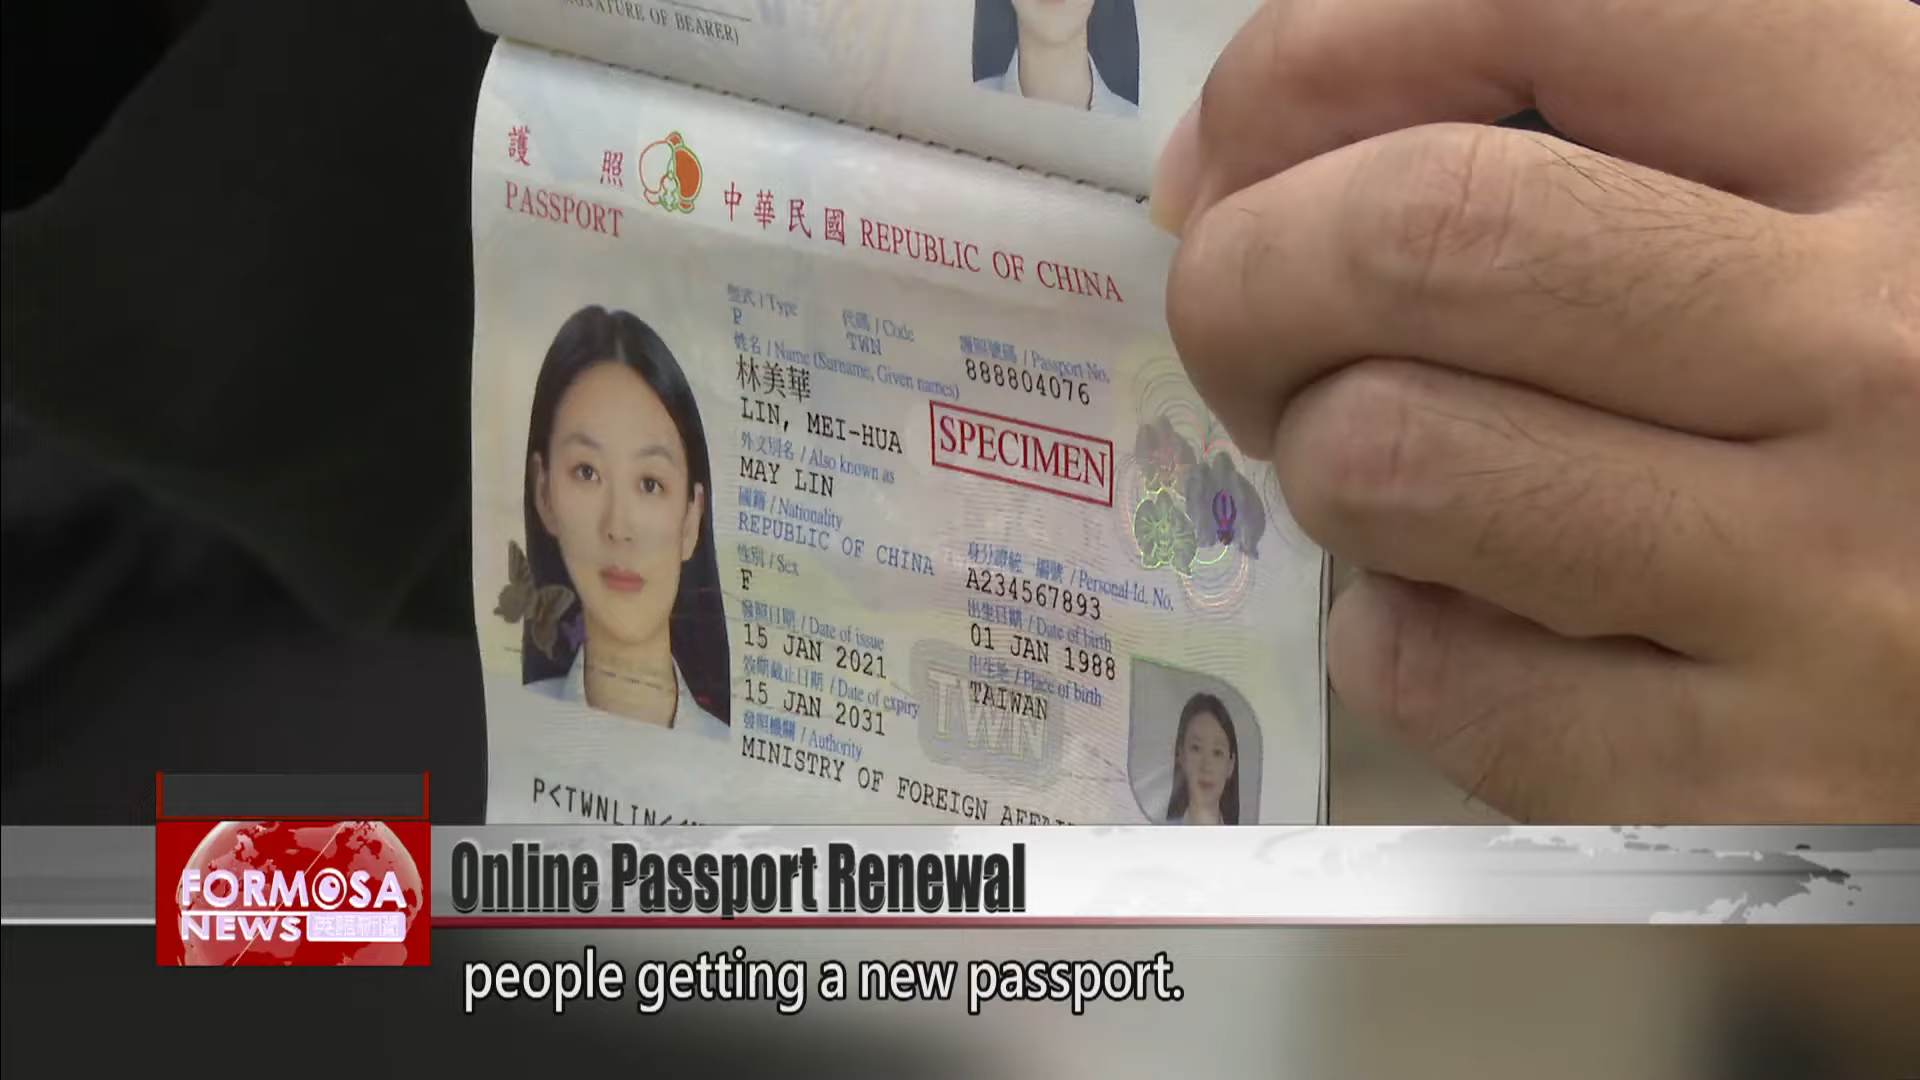 SIGNATURE OF BEARER)
護 照 中華民國 REPUBLIC OF CHINA
PASSPORT
型式 / Type 代碼 / Code 護照號碼 / Passport No.
P TWN 888804076
姓名 / Name (Surname, Given names)
林美華
LIN, MEI-HUA
SPECIMEN
外文別名 / Also known as
MAY LIN
國籍 / Nationality
REPUBLIC OF CHINA
性別 / Sex 身分證統一編號 / Personal Id. No.
F A234567893
發照日期 / Date of issue 出生日期 / Date of birth
15 JAN 2021 01 JAN 1988
效期截止日期 / Date of expiry 出生地 / Place of birth
15 JAN 2031 TAIWAN
TWN
發照機關 / Authority
MINISTRY OF FOREIGN AFFAI
P<TWNLIN<<
FORMOSA
NEWS 英語新聞
Online Passport Renewal
people getting a new passport.